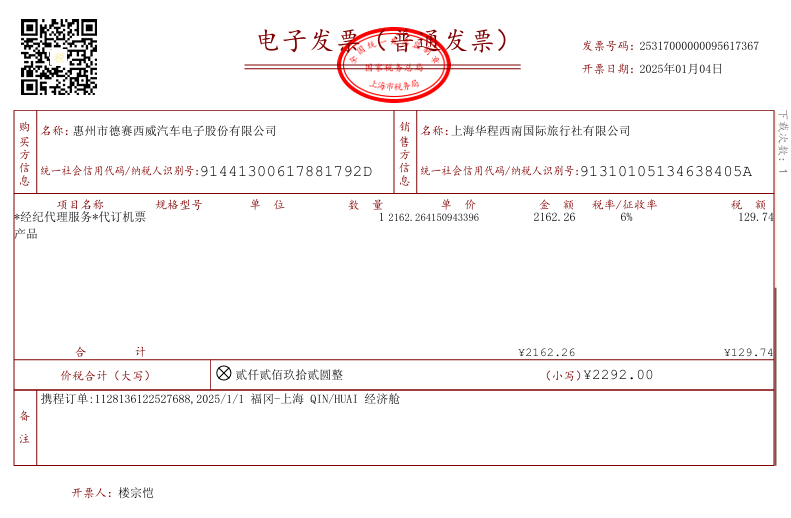 电子发票（普通发票）
全国统一发票监制章
国家税务总局
上海市税务局
发票号码：25317000000095617367
开票日期：2025年01月04日
下载次数：1
购买方信息
名称：惠州市德赛西威汽车电子股份有限公司
统一社会信用代码/纳税人识别号：91441300617881792D
销售方信息
名称：上海华程西南国际旅行社有限公司
统一社会信用代码/纳税人识别号：91310105134638405A
项目名称 规格型号 单 位 数 量 单 价 金 额 税率/征收率 税 额
*经纪代理服务*代订机票 1 2162.264150943396 2162.26 6% 129.74
产品
合 计 ¥2162.26 ¥129.74
价税合计（大写） 贰仟贰佰玖拾贰圆整 （小写）¥2292.00
备注
携程订单:1128136122527688,2025/1/1 福冈-上海 QIN/HUAI 经济舱
开票人：楼宗恺